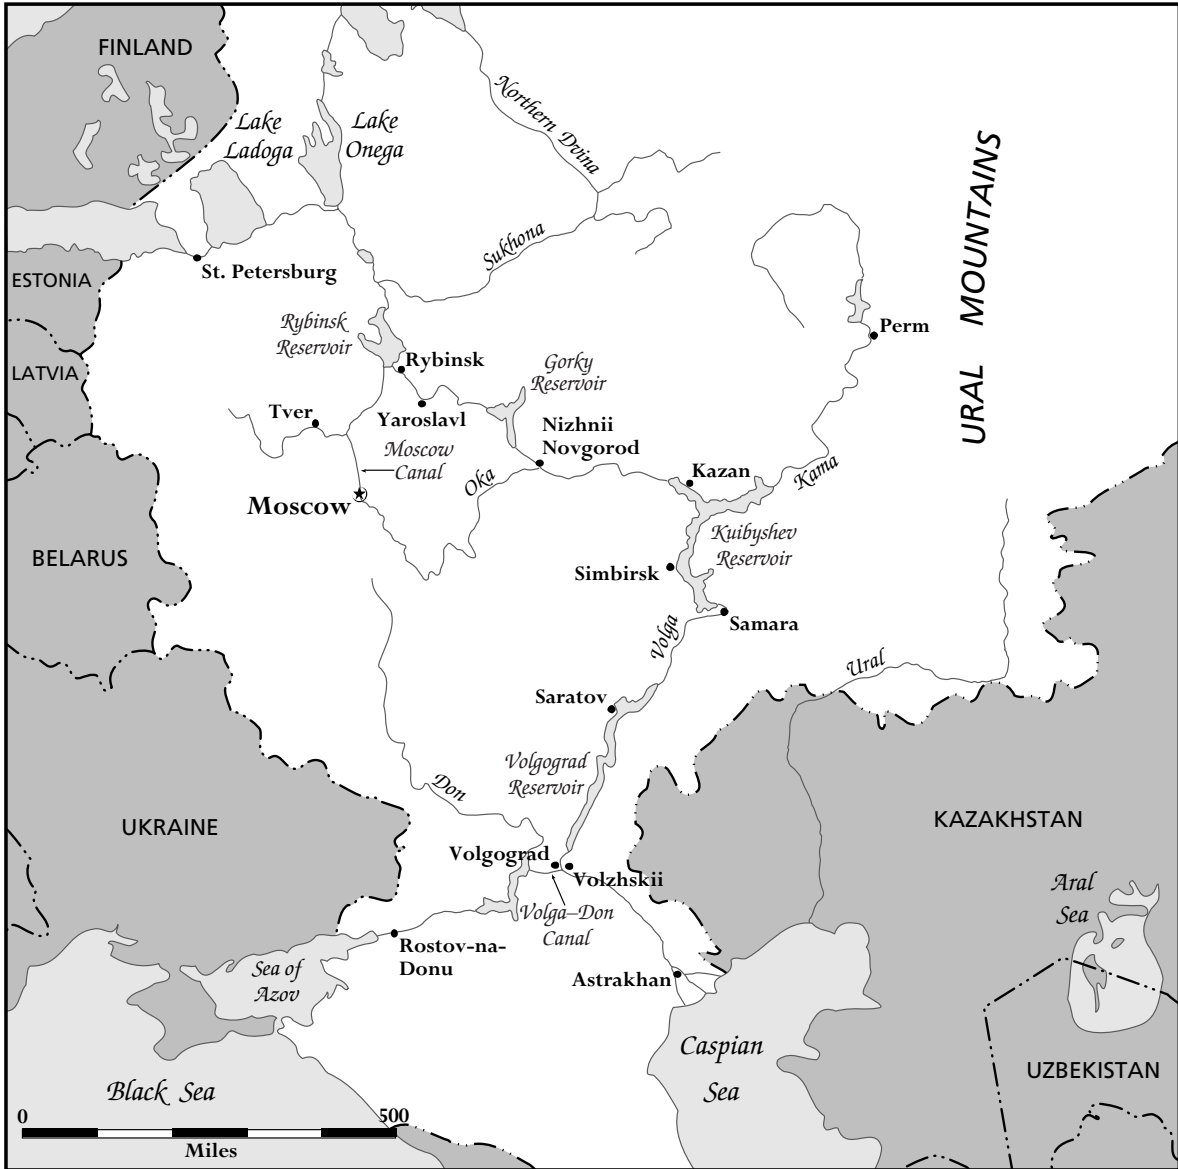 FINLAND
Lake
Ladoga
Lake
Onega
Northern Dvina
URAL MOUNTAINS
Sukhona
ESTONIA
St. Petersburg
Rybinsk
Reservoir
Perm
LATVIA
Rybinsk
Gorky
Reservoir
Tver
Yaroslavl
Nizhnii
Novgorod
Moscow
Canal
Oka
Kazan
Kama
Moscow
Kuibyshev
Reservoir
BELARUS
Simbirsk
Samara
Volga
Ural
Saratov
Volgograd
Reservoir
Don
UKRAINE
KAZAKHSTAN
Volgograd
Volzhskii
Aral
Sea
Volga–Don
Canal
Rostov-na-
Donu
Sea of
Azov
Astrakhan
Caspian
Sea
UZBEKISTAN
Black Sea
0 500
Miles